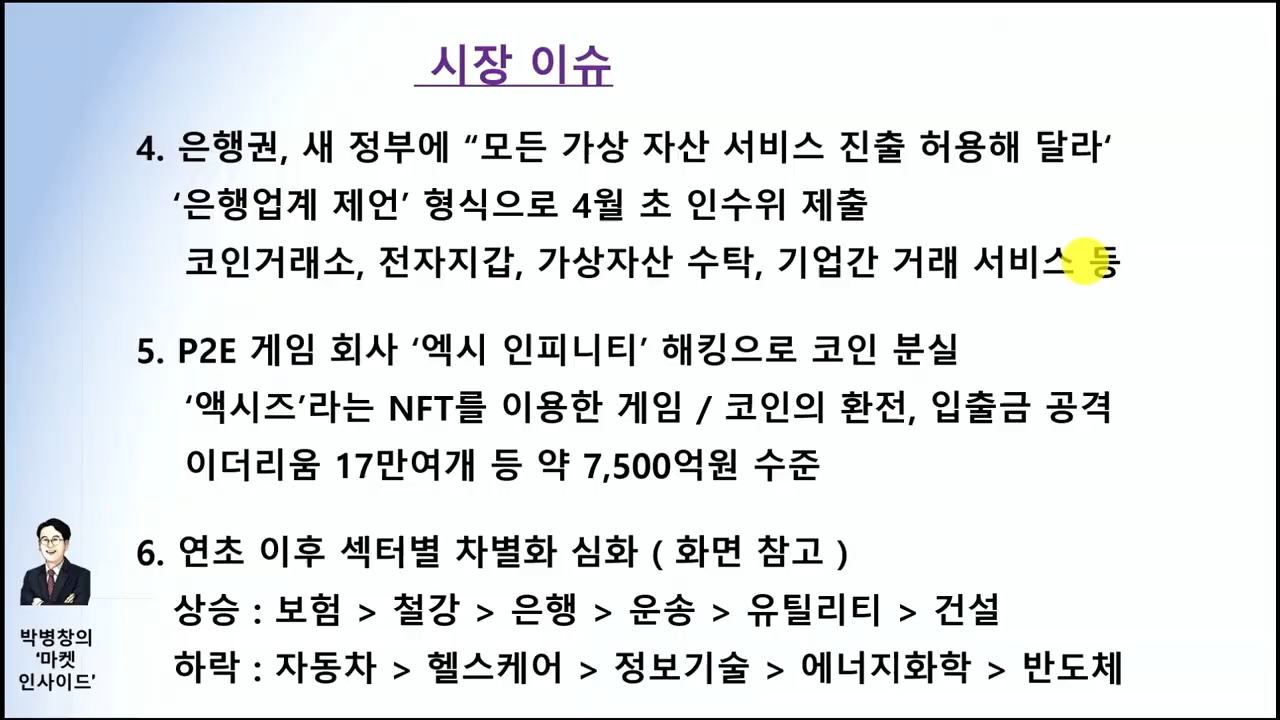 시장 이슈
4. 은행권, 새 정부에 “모든 가상 자산 서비스 진출 허용해 달라‘
‘은행업계 제언’ 형식으로 4월 초 인수위 제출
코인거래소, 전자지갑, 가상자산 수탁, 기업간 거래 서비스 등
5. P2E 게임 회사 ‘엑시 인피니티’ 해킹으로 코인 분실
‘액시즈’라는 NFT를 이용한 게임 / 코인의 환전, 입출금 공격
이더리움 17만여개 등 약 7,500억원 수준
6. 연초 이후 섹터별 차별화 심화 ( 화면 참고 )
상승 : 보험 > 철강 > 은행 > 운송 > 유틸리티 > 건설
하락 : 자동차 > 헬스케어 > 정보기술 > 에너지화학 > 반도체
박병창의
‘마켓
인사이드’